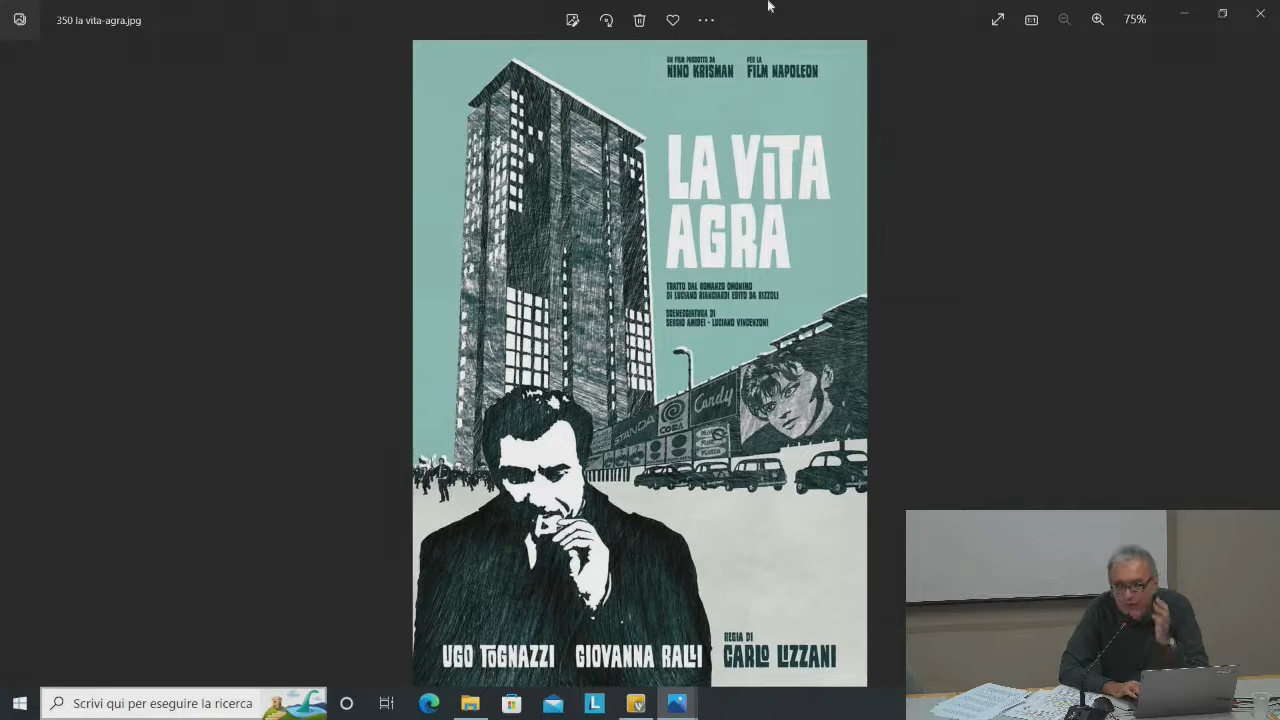 350 la vita-agra.jpg
75%
UN FILM PRODOTTO DA
NINO KRISMAN
PER LA
FILM NAPOLEON
LA VITA
AGRA
TRATTO DAL ROMANZO OMONIMO
DI LUCIANO BIANCIARDI EDITO DA RIZZOLI
SCENEGGIATURA DI
SERGIO AMIDEI - LUCIANO VINCENZONI
STANDA
CORA
Candy
UGO TOGNAZZI
GIOVANNA RALLI
REGIA DI
CARLO LIZZANI
Scrivi qui per eseguire la ricerca
L